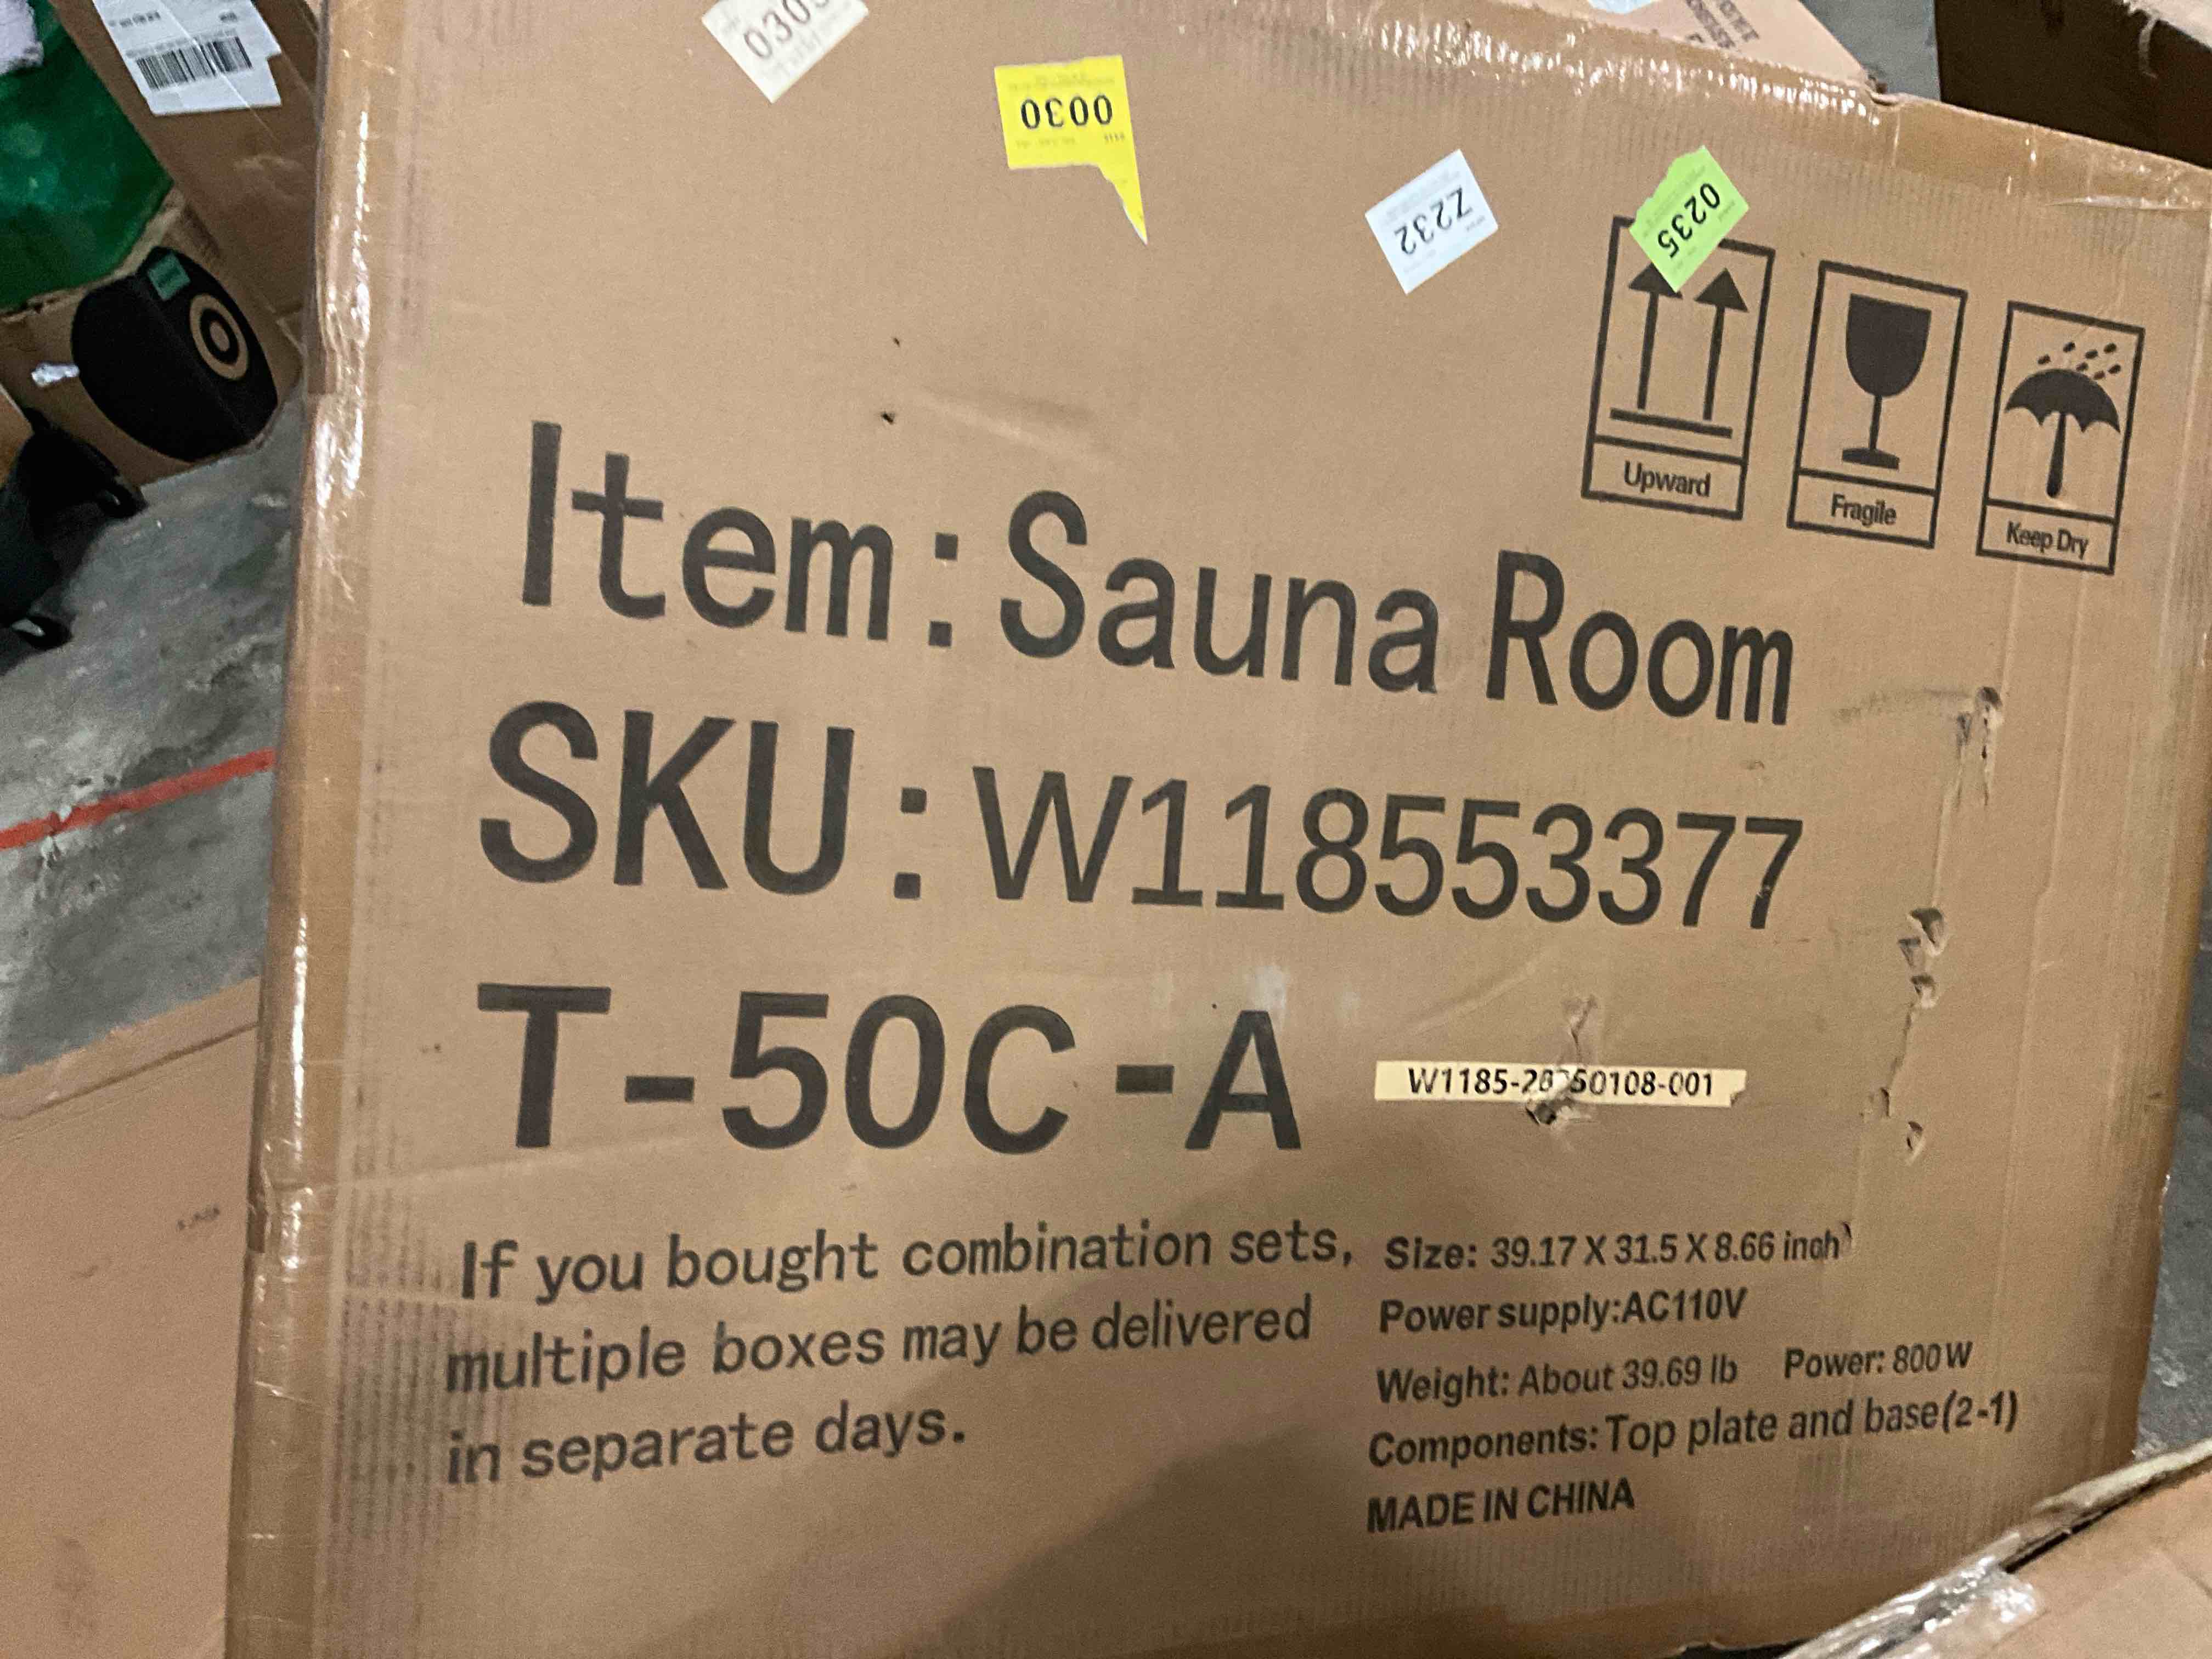 0030
Z232
0235
Upward
Fragile
Keep Dry
Item: Sauna Room
SKU: W118553377
T-50C-A
If you bought combination sets,
multiple boxes may be delivered
in separate days.
Size: 39.17 X 31.5 X 8.66 inch
Power supply:AC110V
Weight: About 39.69 lb Power: 800W
Components: Top plate and base(2-1)
MADE IN CHINA